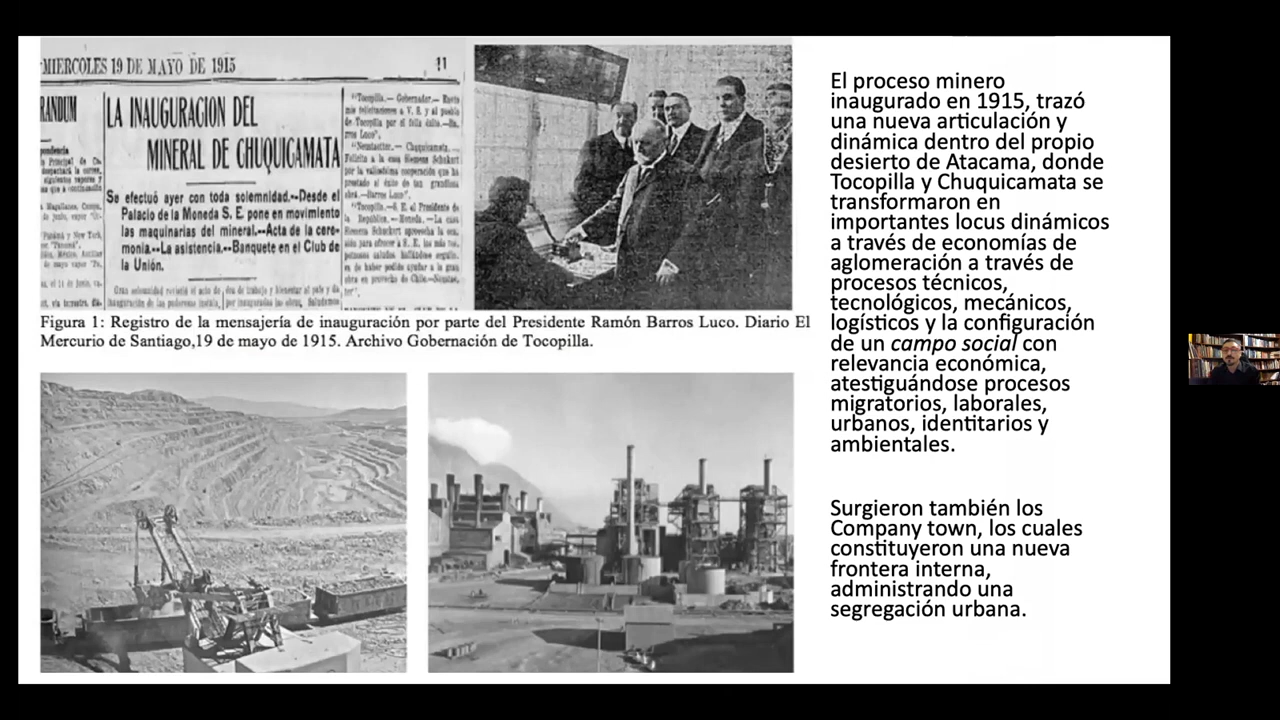 MIERCOLES 19 DE MAYO DE 1915
11
RANDUM
LA INAUGURACION DEL
MINERAL DE CHUQUICAMATA
Se efectuó ayer con toda solemnidad.--Desde el
Palacio de la Moneda S. E. pone en movimiento
las maquinarias del mineral.--Acta de la cere-
monia.--La asistencia.--Banquete en el Club de
la Unión.
"Tocopilla.— Gobernador.—
Figura 1: Registro de la mensajería de inauguración por parte del Presidente Ramón Barros Luco. Diario El
Mercurio de Santiago,19 de mayo de 1915. Archivo Gobernación de Tocopilla.
El proceso minero
inaugurado en 1915, trazó
una nueva articulación y
dinámica dentro del propio
desierto de Atacama, donde
Tocopilla y Chuquicamata se
transformaron en
importantes locus dinámicos
a través de economías de
aglomeración a través de
procesos técnicos,
tecnológicos, mecánicos,
logísticos y la configuración
de un campo social con
relevancia económica,
atestiguándose procesos
migratorios, laborales,
urbanos, identitarios y
ambientales.
Surgieron también los
Company town, los cuales
constituyeron una nueva
frontera interna,
administrando una
segregación urbana.